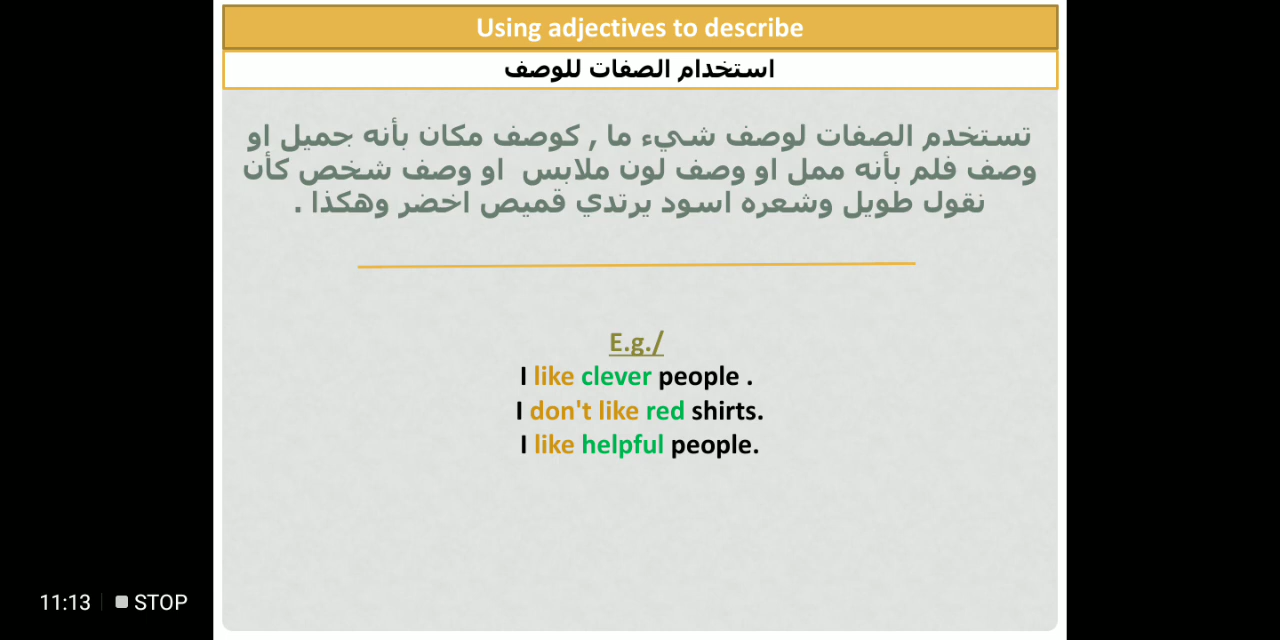 Using adjectives to describe
استخدام الصفات للوصف
تستخدم الصفات لوصف شيء ما , كوصف مكان بأنه جميل او
وصف فلم بأنه ممل او وصف لون ملابس او وصف شخص كأن
نقول طويل وشعره اسود يرتدي قميص اخضر وهكذا .
E.g./
I like clever people .
I don't like red shirts.
I like helpful people.
11:13 STOP